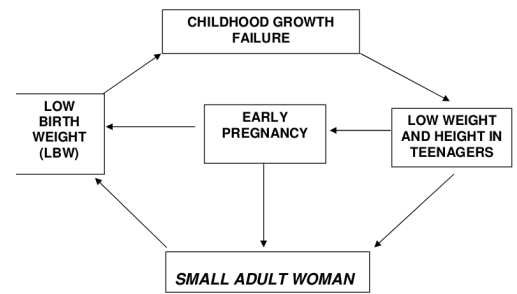 CHILDHOOD GROWTH
FAILURE
LOW
BIRTH
WEIGHT
(LBW)
EARLY
PREGNANCY
LOW WEIGHT
AND HEIGHT IN
TEENAGERS
SMALL ADULT WOMAN